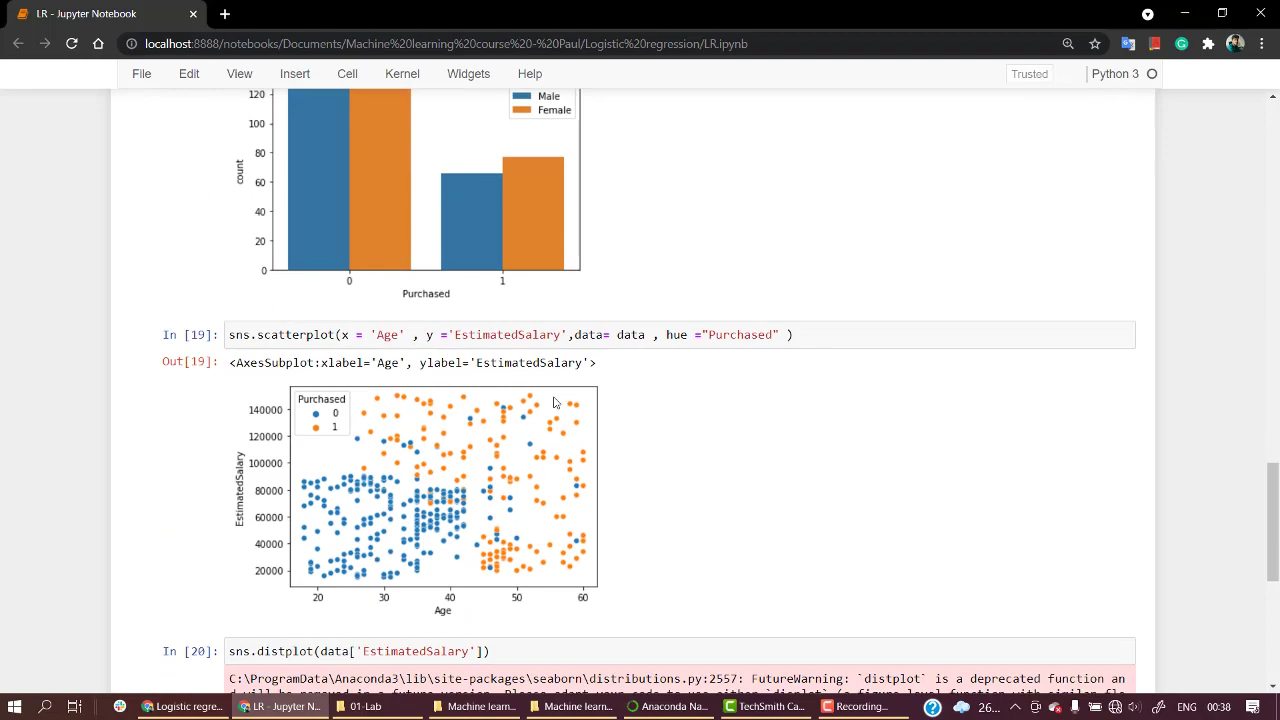 LR - Jupyter Notebook
localhost:8888/notebooks/Documents/Machine%20learning%20course%20-%20Paul/Logistic%20regression/LR.ipynb
File Edit View Insert Cell Kernel Widgets Help Trusted Python 3
120
100
80
60
40
20
0
count
Male
Female
0 1
Purchased
In [19]: sns.scatterplot(x = 'Age' , y ='EstimatedSalary',data= data , hue ="Purchased" )
Out[19]: <AxesSubplot:xlabel='Age', ylabel='EstimatedSalary'>
Purchased
0
1
140000
120000
100000
80000
60000
40000
20000
EstimatedSalary
20 30 40 50 60
Age
In [20]: sns.distplot(data['EstimatedSalary'])
C:\ProgramData\Anaconda3\lib\site-packages\seaborn\distributions.py:2557: FutureWarning: `distplot` is a deprecated function an
Logistic regre... LR - Jupyter N... 01-Lab Machine learn... Machine learn... Anaconda Na... TechSmith Ca... Recording... 26... ENG 00:38